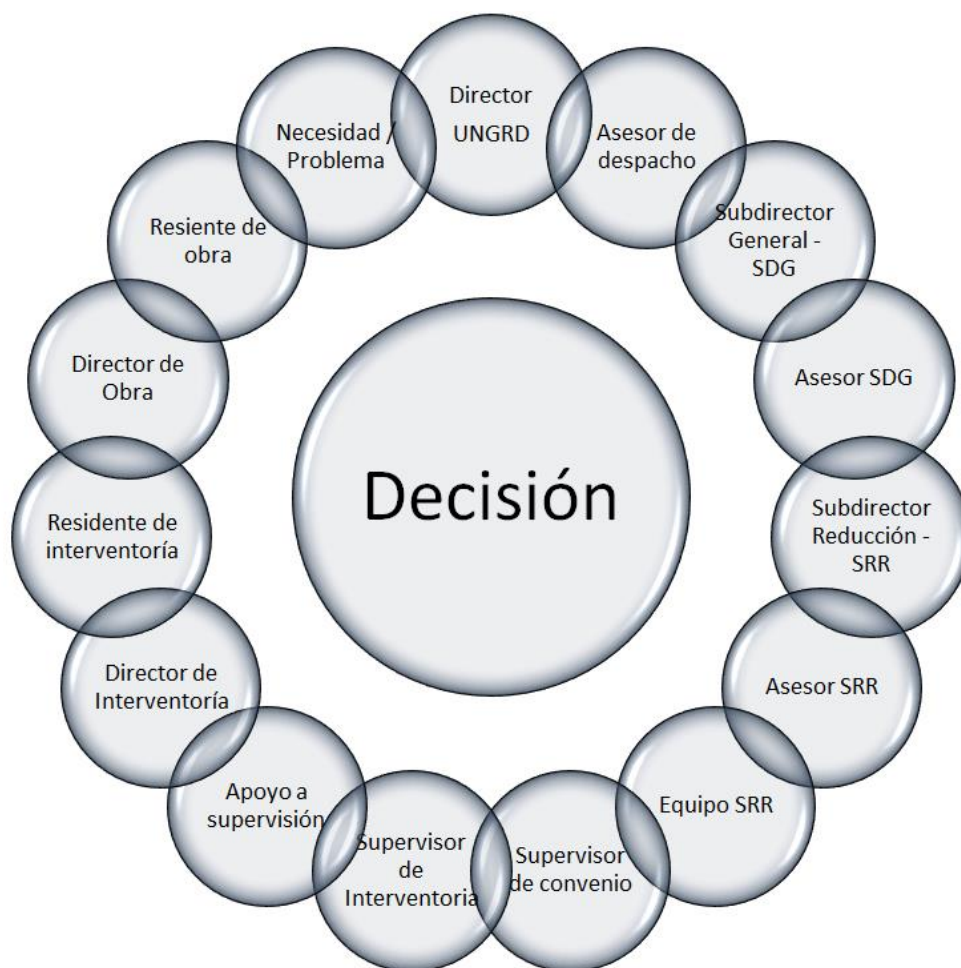 Director
UNGRD
Asesor de
despacho
Subdirector
General -
SDG
Asesor SDG
Subdirector
Reducción -
SRR
Asesor SRR
Equipo SRR
Supervisor
de convenio
Supervisor
de
Interventoria
Apoyo a
supervisión
Director de
Interventoría
Residente de
interventoría
Director de
Obra
Resiente de
obra
Necesidad /
Problema
Decisión